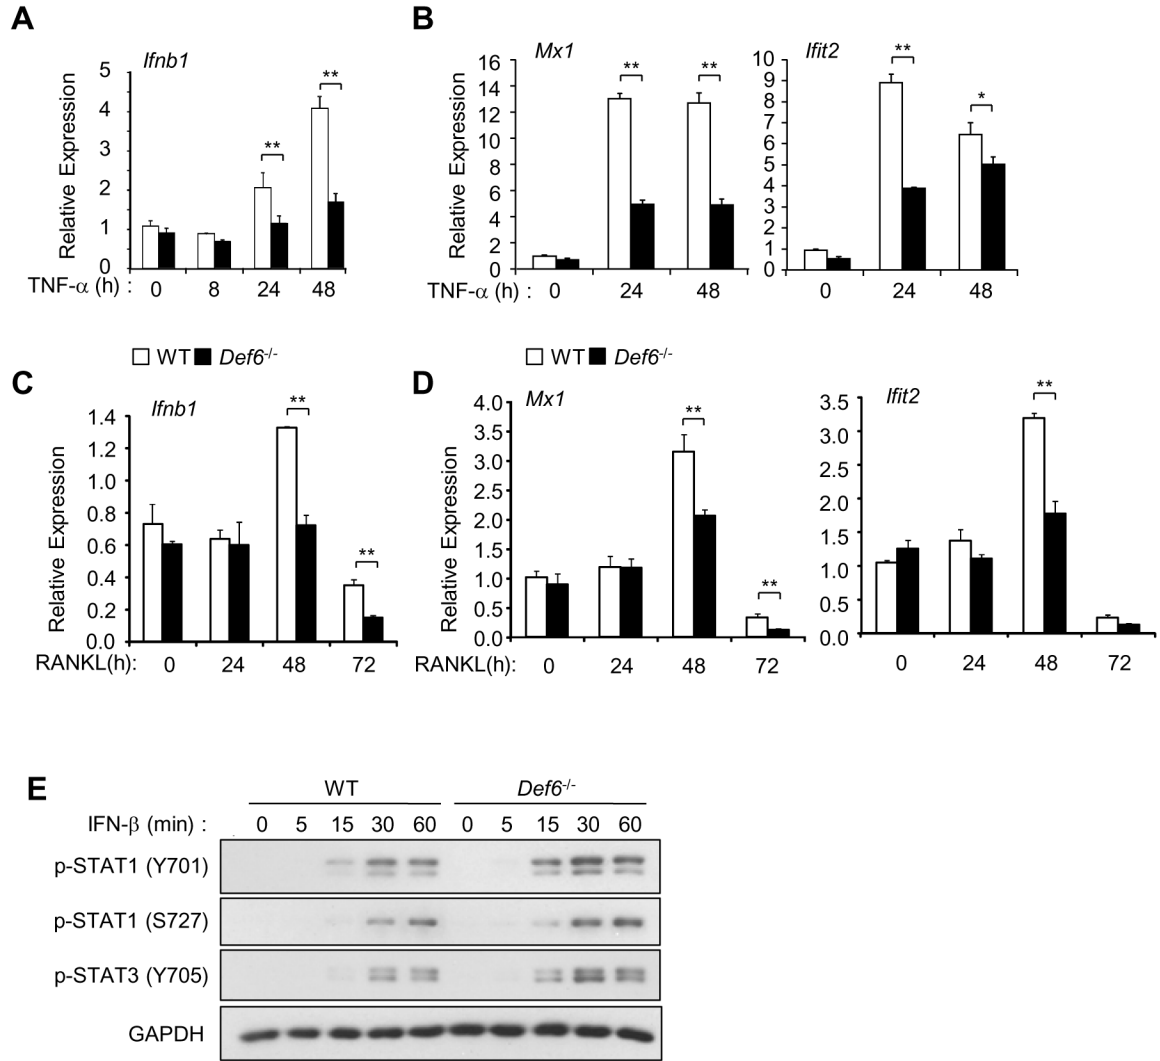 A
Ifnb1
Relative Expression
5
4
3
2
1
0
**
**
TNF-α (h) : 0 8 24 48
B
Mx1
Relative Expression
16
14
12
10
8
6
4
2
0
**
**
TNF-α (h) : 0 24 48
Ifit2
10
9
8
7
6
5
4
3
2
1
0
**
*
0 24 48
WT Def6-/-
WT Def6-/-
C
Ifnb1
Relative Expression
1.4
1.2
1.0
0.8
0.6
0.4
0.2
0.0
**
**
RANKL(h): 0 24 48 72
D
Mx1
Relative Expression
4.0
3.5
3.0
2.5
2.0
1.5
1.0
0.5
0.0
**
**
RANKL(h): 0 24 48 72
Ifit2
3.5
3.0
2.5
2.0
1.5
1.0
0.5
0.0
**
0 24 48 72
E
WT Def6-/-
IFN-β (min) : 0 5 15 30 60 0 5 15 30 60
p-STAT1 (Y701)
p-STAT1 (S727)
p-STAT3 (Y705)
GAPDH